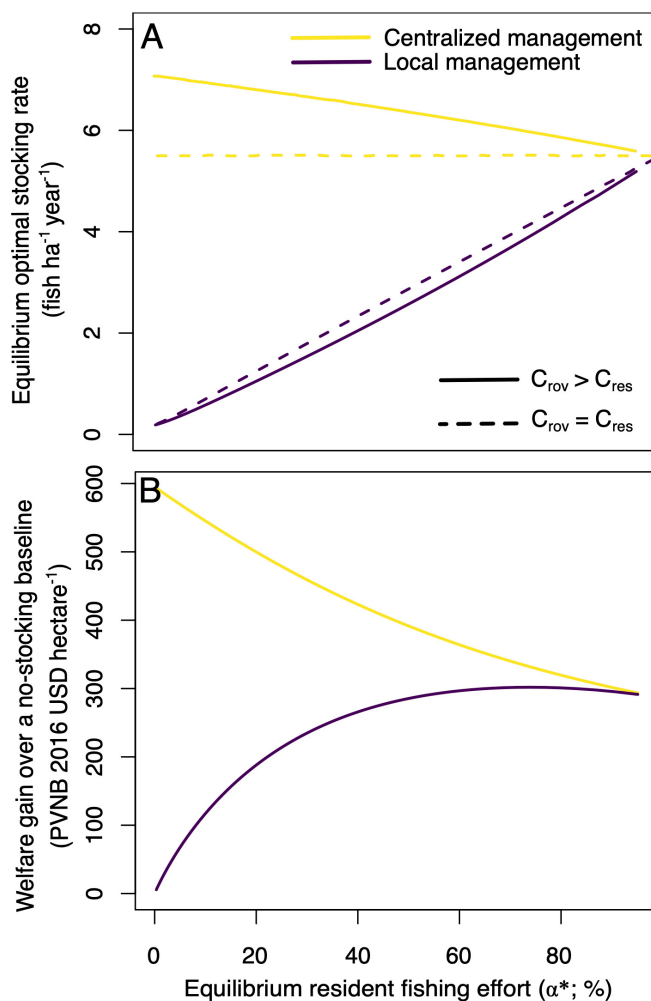 A
Centralized management
Local management
Equilibrium optimal stocking rate
(fish ha⁻¹ year⁻¹)
8
6
4
2
0
C_rov > C_res
C_rov = C_res
B
Welfare gain over a no-stocking baseline
(PVNB 2016 USD hectare⁻¹)
600
500
400
300
200
100
0
0 20 40 60 80
Equilibrium resident fishing effort (α*; %)